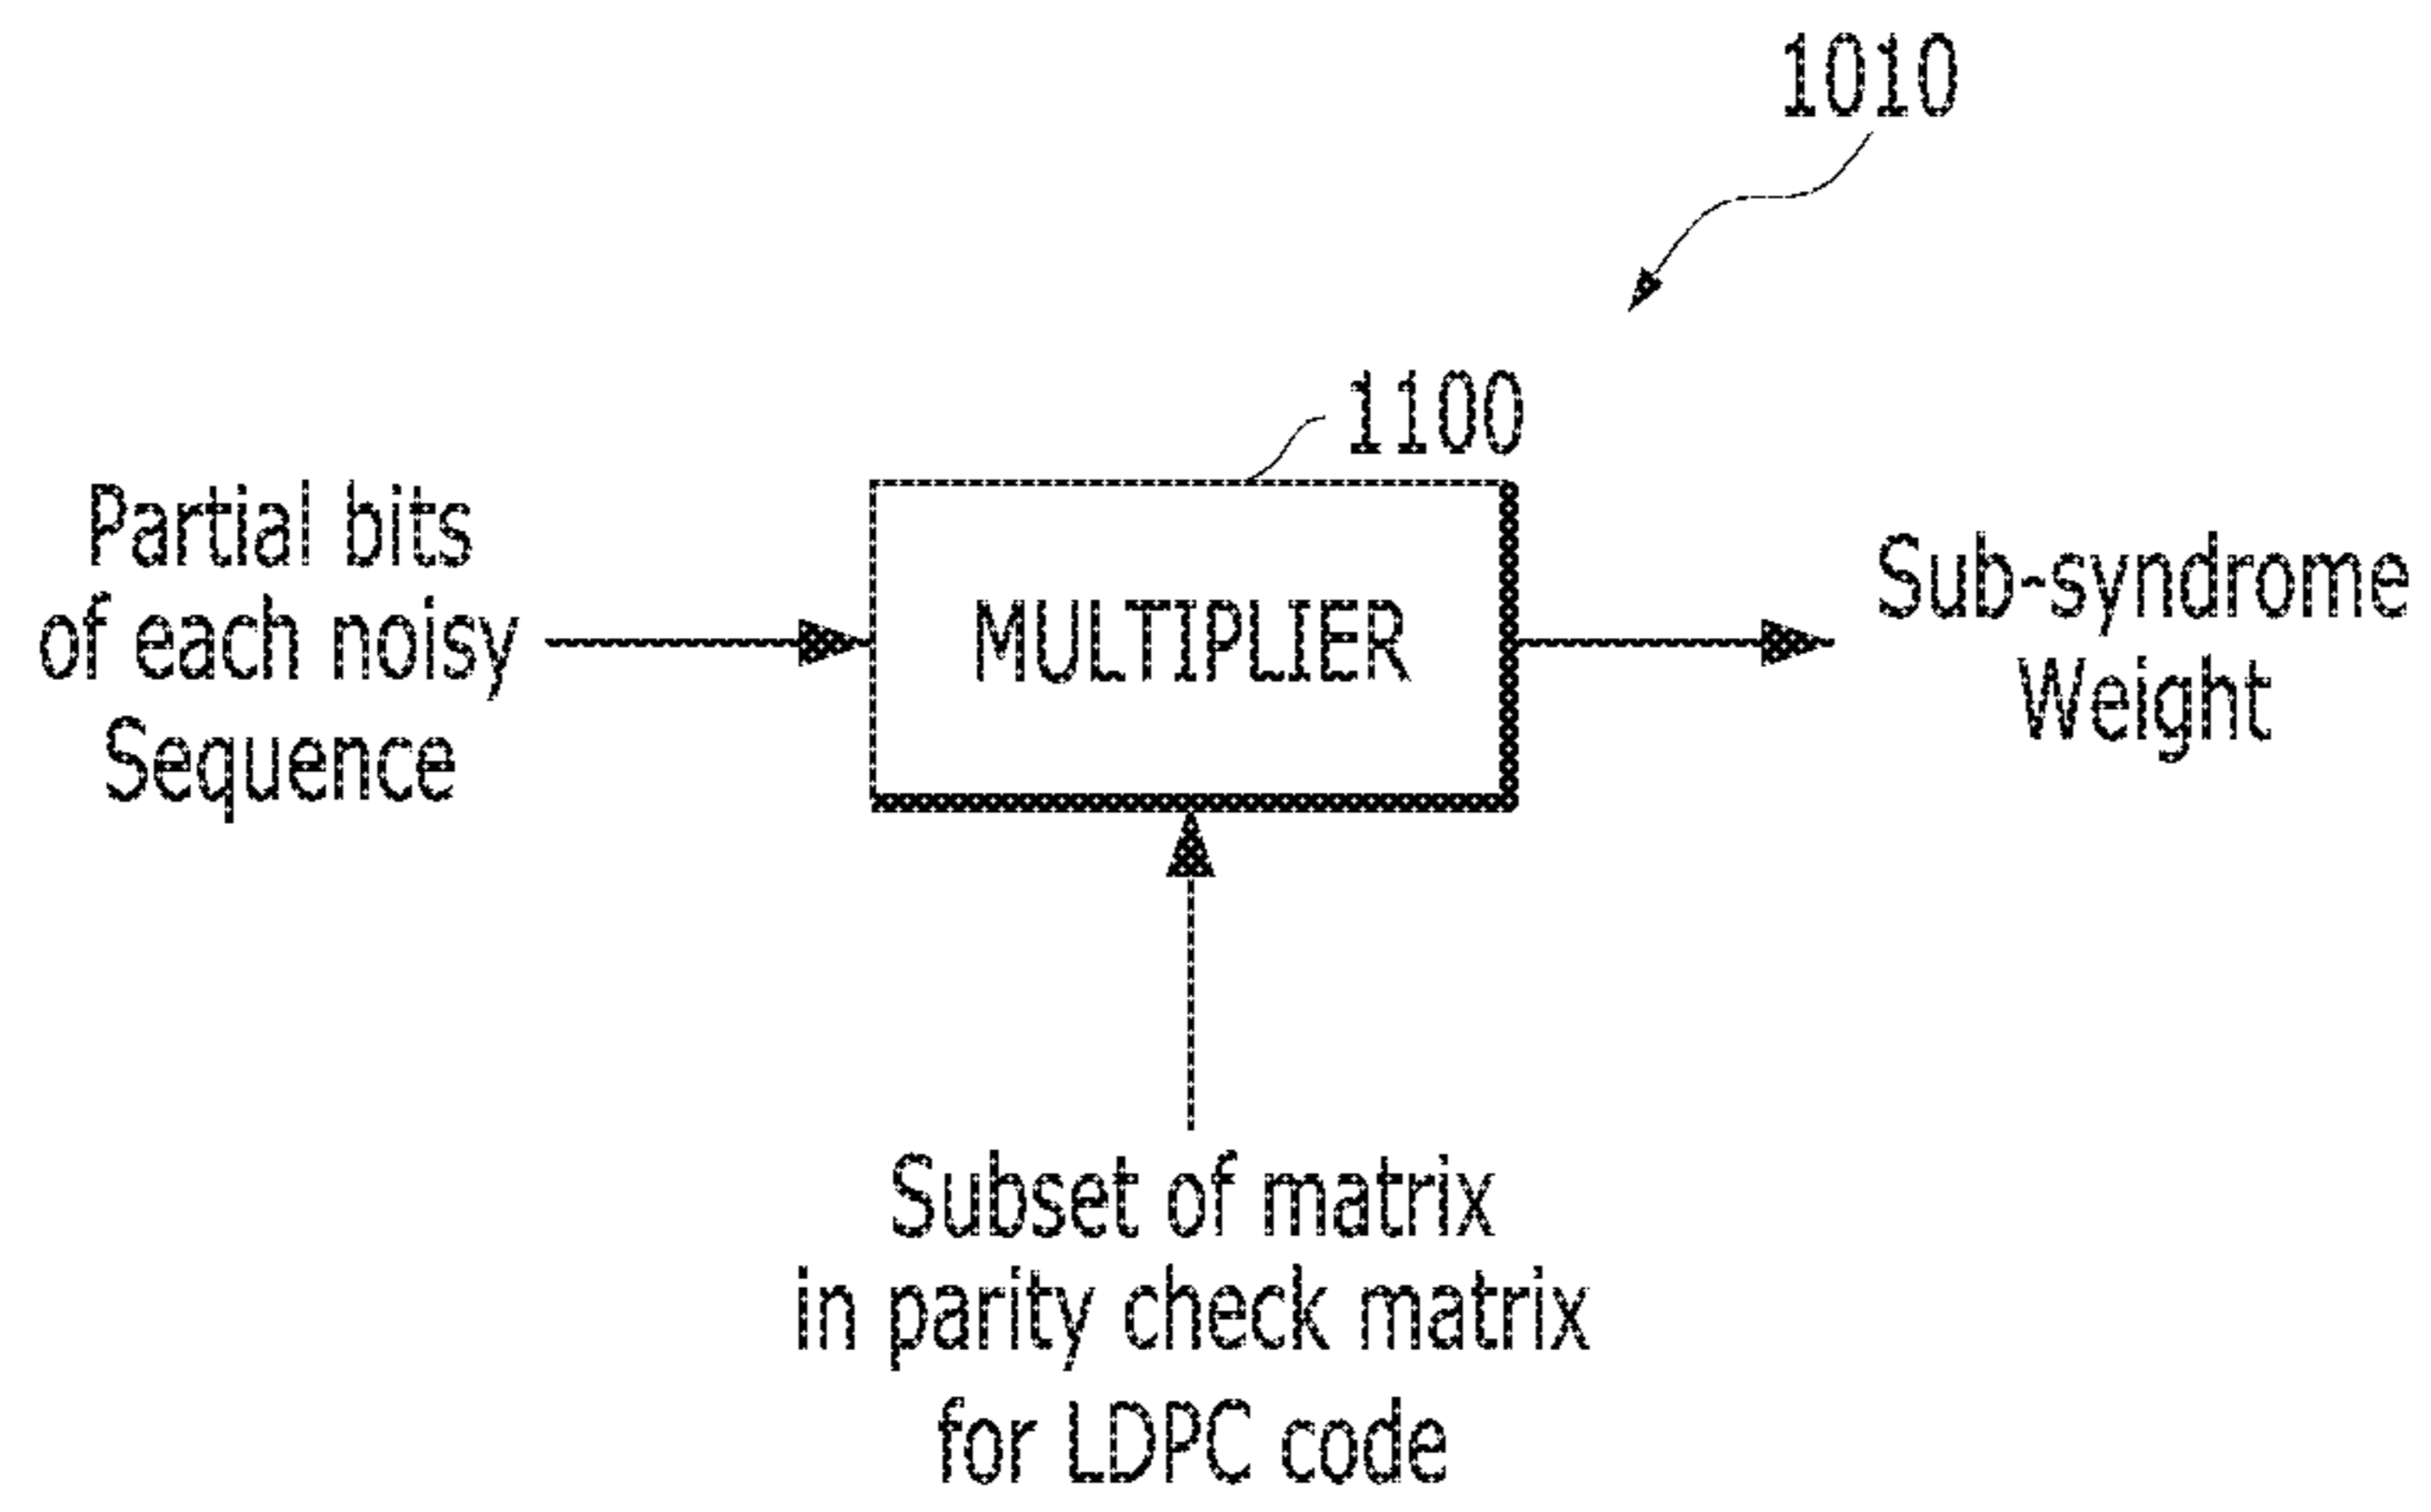 1010
1100
Partial bits
of each noisy
Sequence
MULTIPLIER
Sub-syndrome
Weight
Subset of matrix
in parity check matrix
for LDPC code